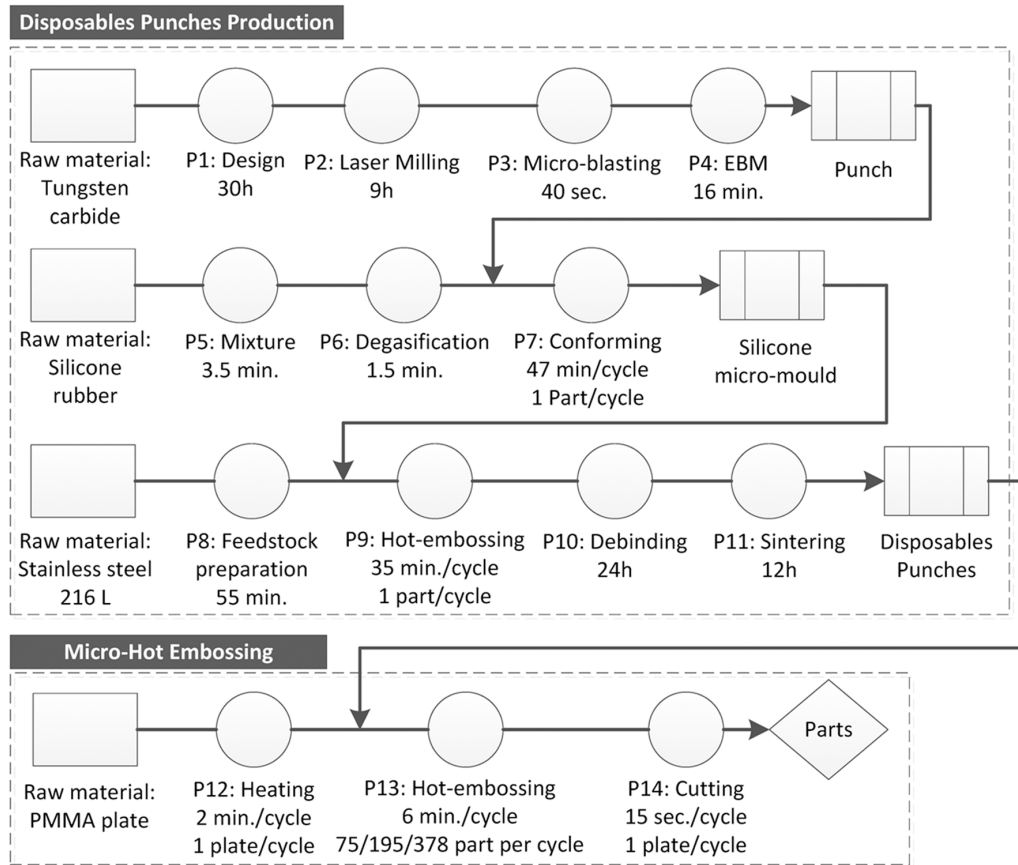 Disposables Punches Production
Raw material:
Tungsten
carbide
P1: Design
30h
P2: Laser Milling
9h
P3: Micro-blasting
40 sec.
P4: EBM
16 min.
Punch
Raw material:
Silicone
rubber
P5: Mixture
3.5 min.
P6: Degasification
1.5 min.
P7: Conforming
47 min/cycle
1 Part/cycle
Silicone
micro-mould
Raw material:
Stainless steel
216 L
P8: Feedstock
preparation
55 min.
P9: Hot-embossing
35 min./cycle
1 part/cycle
P10: Debinding
24h
P11: Sintering
12h
Disposables
Punches
Micro-Hot Embossing
Raw material:
PMMA plate
P12: Heating
2 min./cycle
1 plate/cycle
P13: Hot-embossing
6 min./cycle
75/195/378 part per cycle
P14: Cutting
15 sec./cycle
1 plate/cycle
Parts